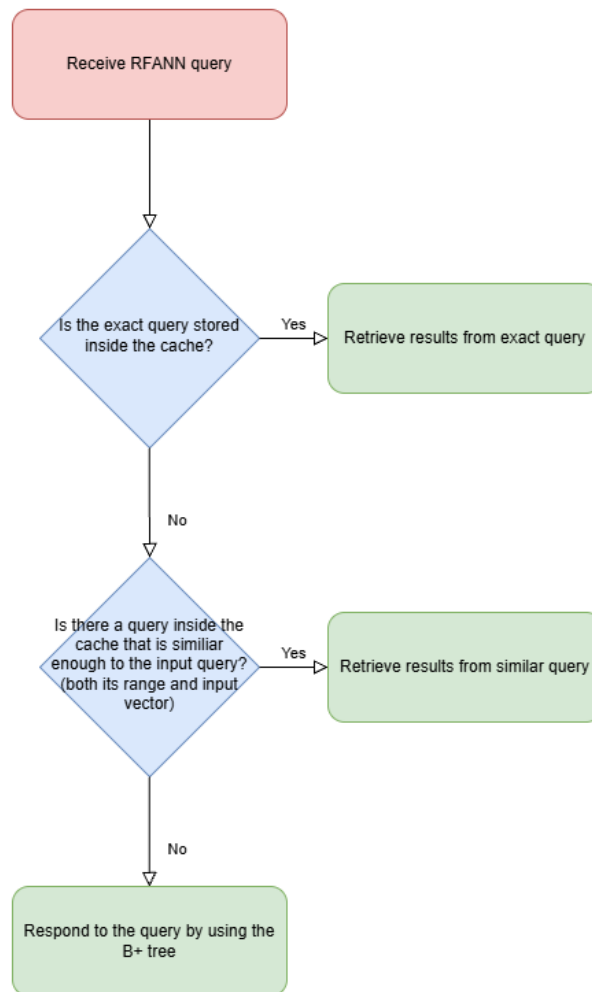 Receive RFANN query
Is the exact query stored
inside the cache?
Yes
Retrieve results from exact query
No
Is there a query inside the
cache that is similiar
enough to the input query?
(both its range and input
vector)
Yes
Retrieve results from similar query
No
Respond to the query by using the
B+ tree